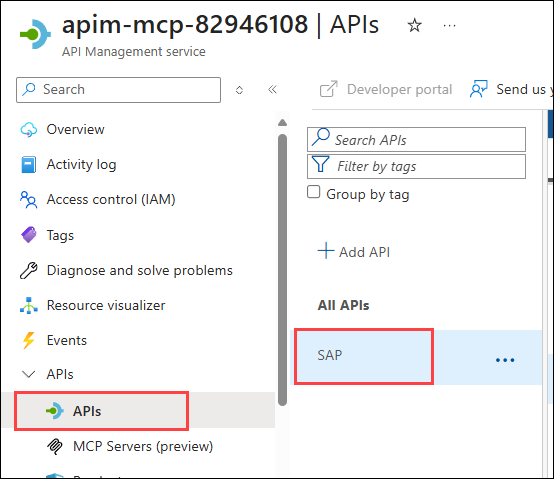 apim-mcp-82946108 | APIs
API Management service
Search
Overview
Activity log
Access control (IAM)
Tags
Diagnose and solve problems
Resource visualizer
Events
APIs
APIs
MCP Servers (preview)
Developer portal
Send us
Search APIs
Filter by tags
Group by tag
Add API
All APIs
SAP